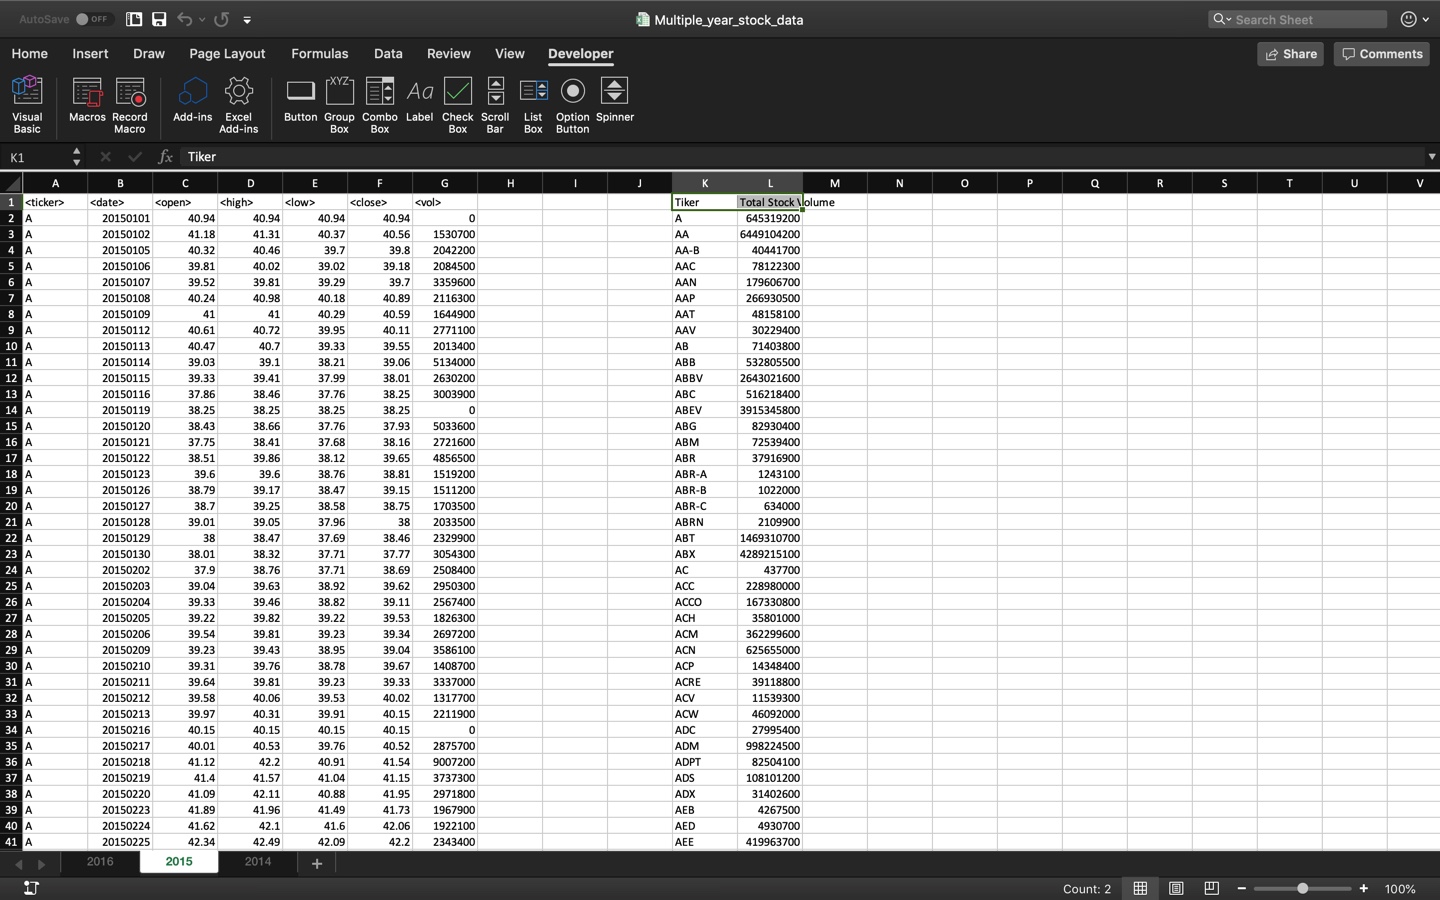 AutoSave OFF Multiple_year_stock_data Search Sheet
Home Insert Draw Page Layout Formulas Data Review View Developer Share Comments
Visual Basic Macros Record Macro Add-ins Excel Add-ins Button XYZ Group Box Combo Box Aa Label Check Box Scroll Bar List Box Option Button Spinner
K1 fx Tiker
A B C D E F G H I J K L M N O P Q R S T U V
1 <ticker> <date> <open> <high> <low> <close> <vol> Tiker Total Stock Volume
2 A 20150101 40.94 40.94 40.94 40.94 0 A 645319200
3 A 20150102 41.18 41.31 40.37 40.56 1530700 AA 6449104200
4 A 20150105 40.32 40.46 39.7 39.8 2042200 AA-B 40441700
5 A 20150106 39.81 40.02 39.02 39.18 2084500 AAC 78122300
6 A 20150107 39.52 39.81 39.29 39.7 3359600 AAN 179606700
7 A 20150108 40.24 40.98 40.18 40.89 2116300 AAP 266930500
8 A 20150109 41 41 40.29 40.59 1644900 AAT 48158100
9 A 20150112 40.61 40.72 39.95 40.11 2771100 AAV 30229400
10 A 20150113 40.47 40.7 39.33 39.55 2013400 AB 71403800
11 A 20150114 39.03 39.1 38.21 39.06 5134000 ABB 532805500
12 A 20150115 39.33 39.41 37.99 38.01 2630200 ABBV 2643021600
13 A 20150116 37.86 38.46 37.76 38.25 3003900 ABC 516218400
14 A 20150119 38.25 38.25 38.25 38.25 0 ABEV 3915345800
15 A 20150120 38.43 38.66 37.76 37.93 5033600 ABG 82930400
16 A 20150121 37.75 38.41 37.68 38.16 2721600 ABM 72539400
17 A 20150122 38.51 39.86 38.12 39.65 4856500 ABR 37916900
18 A 20150123 39.6 39.6 38.76 38.81 1519200 ABR-A 1243100
19 A 20150126 38.79 39.17 38.47 39.15 1511200 ABR-B 1022000
20 A 20150127 38.7 39.25 38.58 38.75 1703500 ABR-C 634000
21 A 20150128 39.01 39.05 37.96 38 2033500 ABRN 2109900
22 A 20150129 38 38.47 37.69 38.46 2329900 ABT 1469310700
23 A 20150130 38.01 38.32 37.71 37.77 3054300 ABX 4289215100
24 A 20150202 37.9 38.76 37.71 38.69 2508400 AC 437700
25 A 20150203 39.04 39.63 38.92 39.62 2950300 ACC 228980000
26 A 20150204 39.33 39.46 38.82 39.11 2567400 ACCO 167330800
27 A 20150205 39.22 39.82 39.22 39.53 1826300 ACH 35801000
28 A 20150206 39.54 39.81 39.23 39.34 2697200 ACM 362299600
29 A 20150209 39.23 39.43 38.95 39.04 3586100 ACN 625655000
30 A 20150210 39.31 39.76 38.78 39.67 1408700 ACP 14348400
31 A 20150211 39.64 39.81 39.23 39.33 3337000 ACRE 39118800
32 A 20150212 39.58 40.06 39.53 40.02 1317700 ACV 11539300
33 A 20150213 39.97 40.31 39.91 40.15 2211900 ACW 46092000
34 A 20150216 40.15 40.15 40.15 40.15 0 ADC 27995400
35 A 20150217 40.01 40.53 39.76 40.52 2875700 ADM 998224500
36 A 20150218 41.12 42.2 40.91 41.54 9007200 ADPT 82504100
37 A 20150219 41.4 41.57 41.04 41.15 3737300 ADS 108101200
38 A 20150220 41.09 42.11 40.88 41.95 2971800 ADX 31402600
39 A 20150223 41.89 41.96 41.49 41.73 1967900 AEB 4267500
40 A 20150224 41.62 42.1 41.6 42.06 1922100 AED 4930700
41 A 20150225 42.34 42.49 42.09 42.2 2343400 AEE 419963700
2016 2015 2014 +
Count: 2 100%